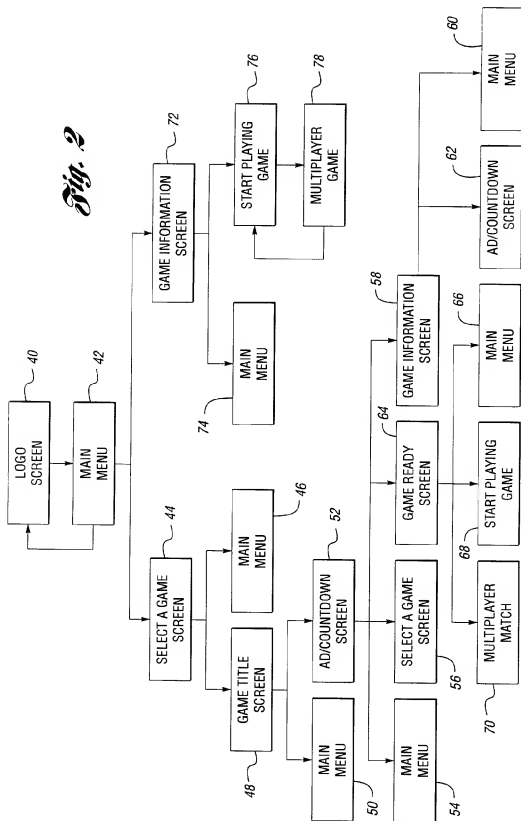 Fig. 2
40
LOGO
SCREEN
42
MAIN
MENU
44
SELECT A GAME
SCREEN
72
GAME INFORMATION
SCREEN
46
MAIN
MENU
48
GAME TITLE
SCREEN
74
MAIN
MENU
76
START PLAYING
GAME
78
MULTIPLAYER
GAME
50
MAIN
MENU
52
AD/COUNTDOWN
SCREEN
54
MAIN
MENU
56
SELECT A GAME
SCREEN
64
GAME READY
SCREEN
58
GAME INFORMATION
SCREEN
70
MULTIPLAYER
MATCH
68
START PLAYING
GAME
66
MAIN
MENU
62
AD/COUNTDOWN
SCREEN
60
MAIN
MENU